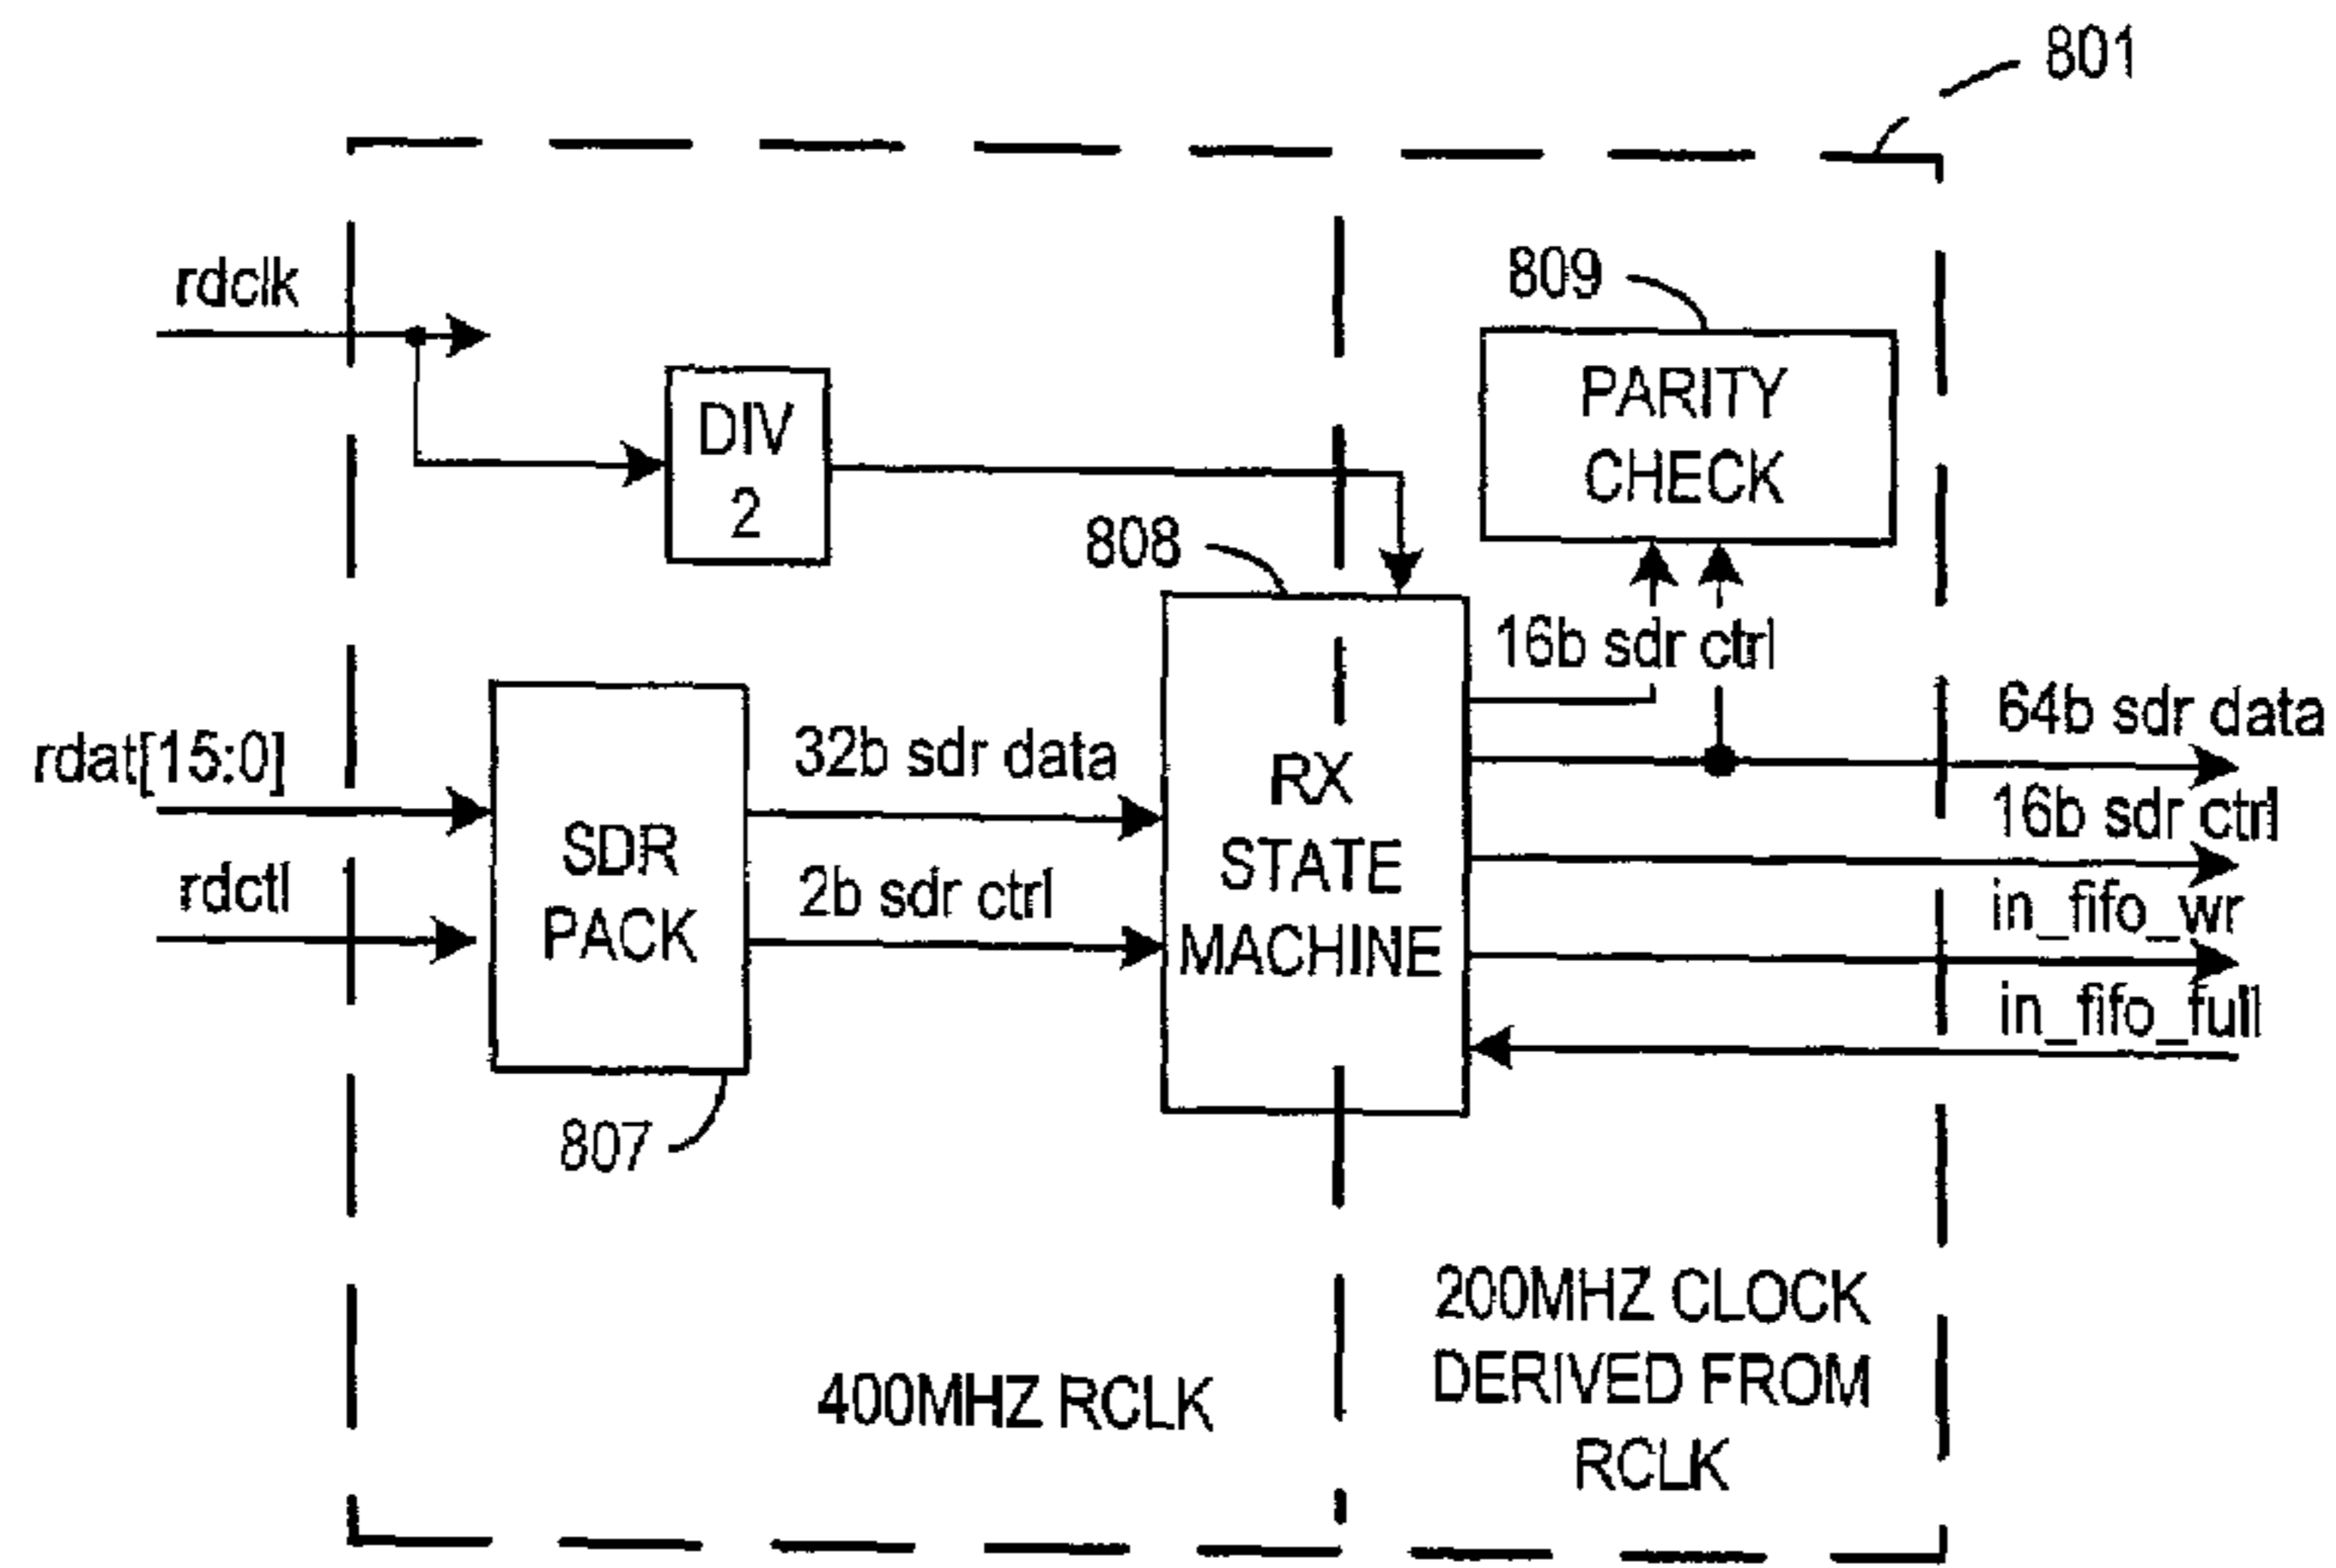 801
rdclk
809
PARITY
CHECK
DIV
2
808
16b sdr ctrl
64b sdr data
rdat[15:0]
32b sdr data
RX
STATE
MACHINE
16b sdr ctrl
SDR
PACK
rdctl
2b sdr ctrl
in_fifo_wr
in_fifo_full
807
200MHZ CLOCK
DERIVED FROM
RCLK
400MHZ RCLK